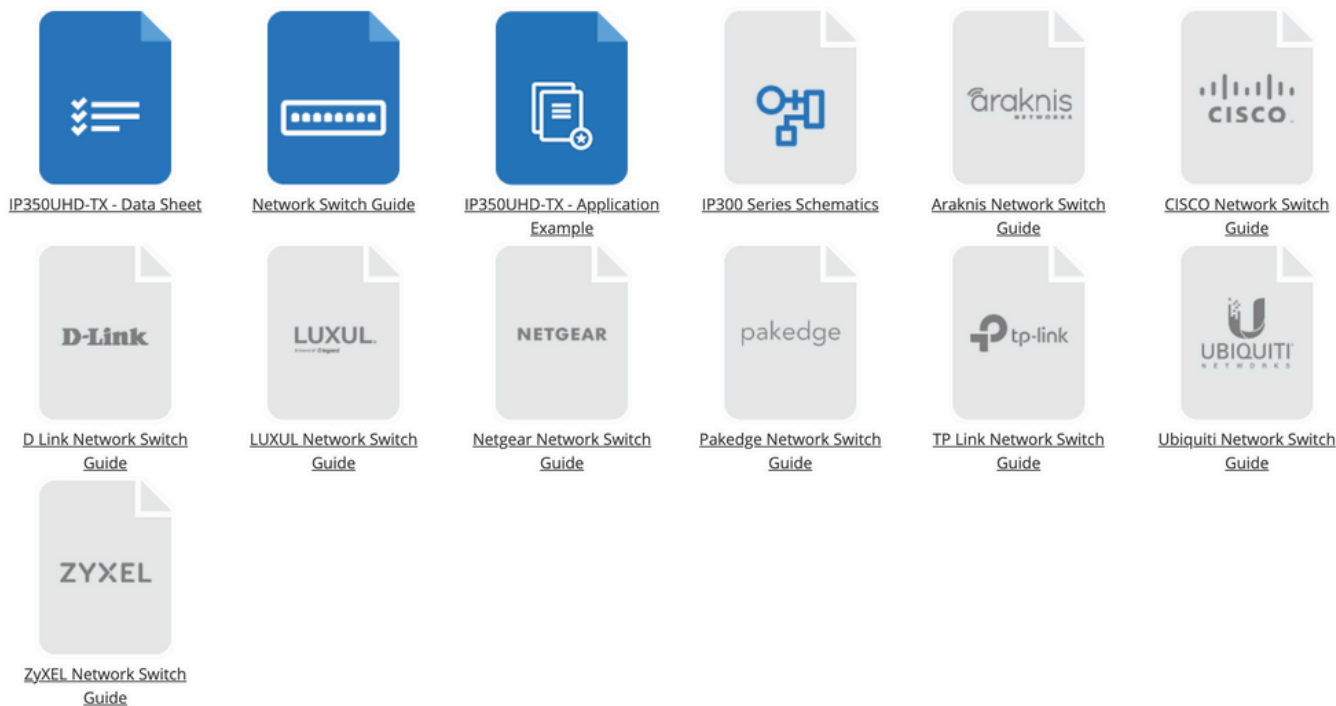 araknis
NETWORKS
CISCO
IP350UHD-TX - Data Sheet
Network Switch Guide
IP350UHD-TX - Application
Example
IP300 Series Schematics
Araknis Network Switch
Guide
CISCO Network Switch
Guide
D-Link
LUXUL.
NETGEAR
pakedge
tp-link
UBIQUITI
NETWORKS
D Link Network Switch
Guide
LUXUL Network Switch
Guide
Netgear Network Switch
Guide
Pakedge Network Switch
Guide
TP Link Network Switch
Guide
Ubiquiti Network Switch
Guide
ZYXEL
ZyXEL Network Switch
Guide